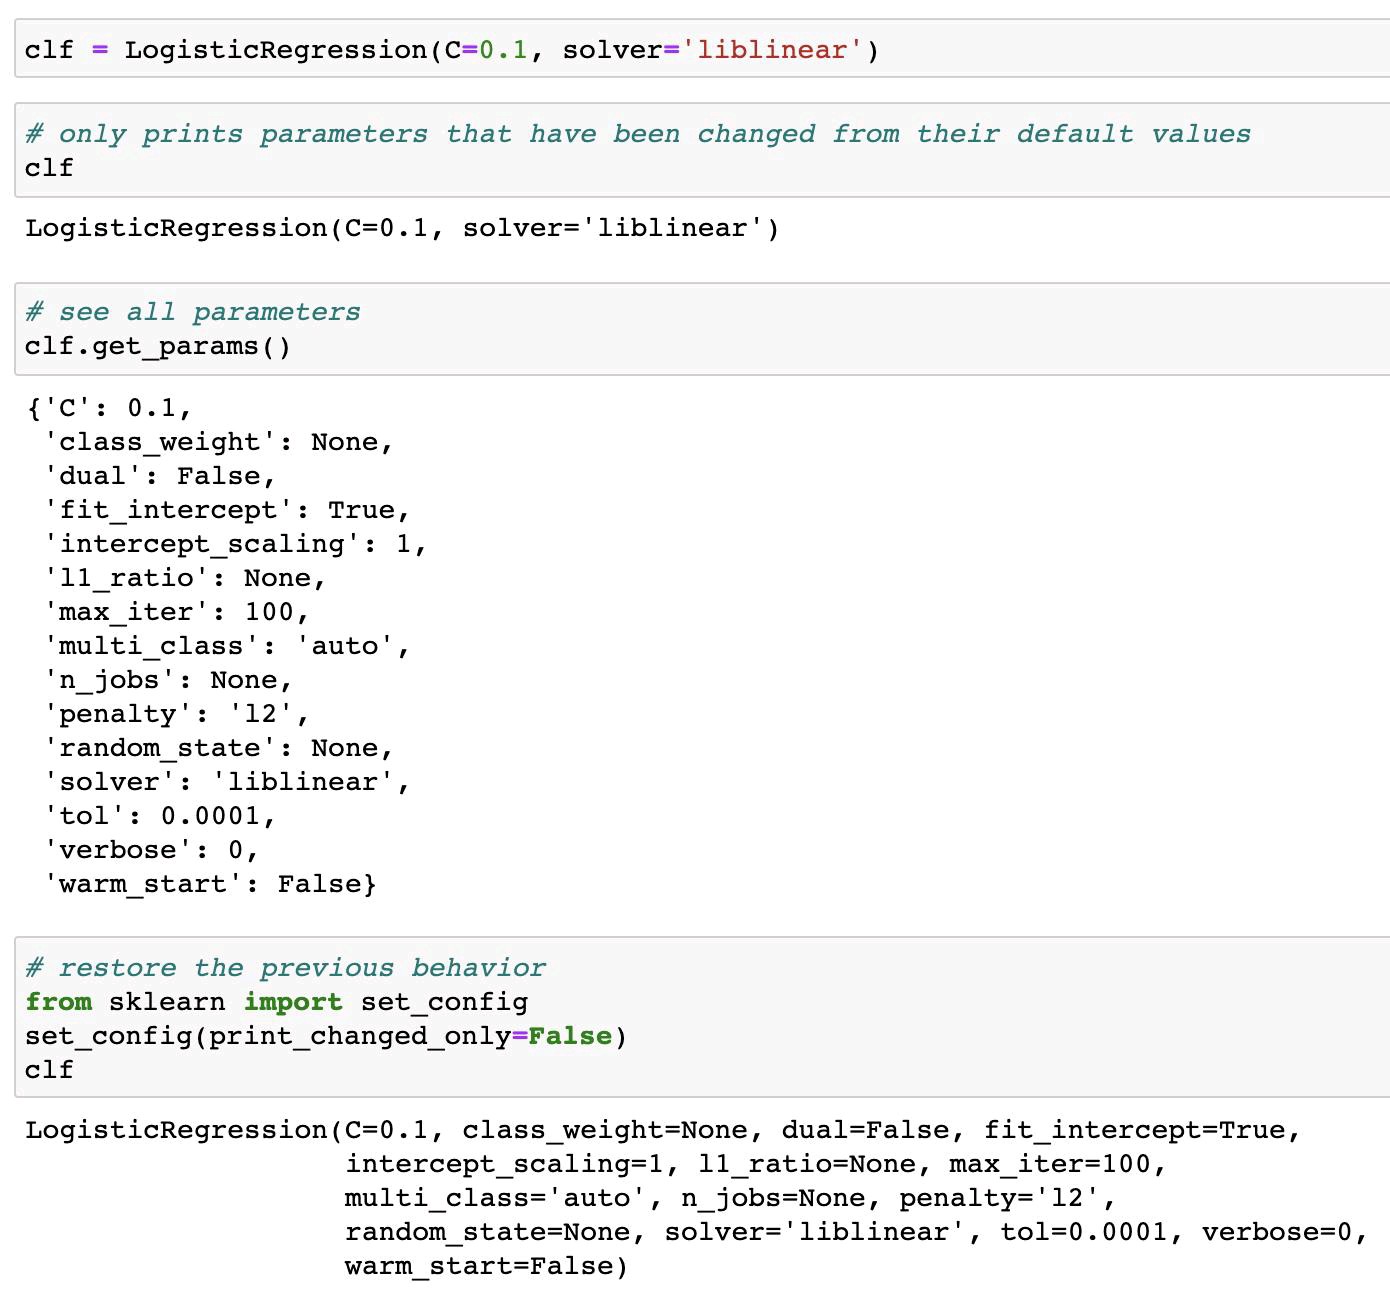 clf = LogisticRegression(C=0.1, solver='liblinear')
# only prints parameters that have been changed from their default values
clf
LogisticRegression(C=0.1, solver='liblinear')
# see all parameters
clf.get_params()
{'C': 0.1,
 'class_weight': None,
 'dual': False,
 'fit_intercept': True,
 'intercept_scaling': 1,
 'l1_ratio': None,
 'max_iter': 100,
 'multi_class': 'auto',
 'n_jobs': None,
 'penalty': 'l2',
 'random_state': None,
 'solver': 'liblinear',
 'tol': 0.0001,
 'verbose': 0,
 'warm_start': False}
# restore the previous behavior
from sklearn import set_config
set_config(print_changed_only=False)
clf
LogisticRegression(C=0.1, class_weight=None, dual=False, fit_intercept=True,
                   intercept_scaling=1, l1_ratio=None, max_iter=100,
                   multi_class='auto', n_jobs=None, penalty='l2',
                   random_state=None, solver='liblinear', tol=0.0001, verbose=0,
                   warm_start=False)